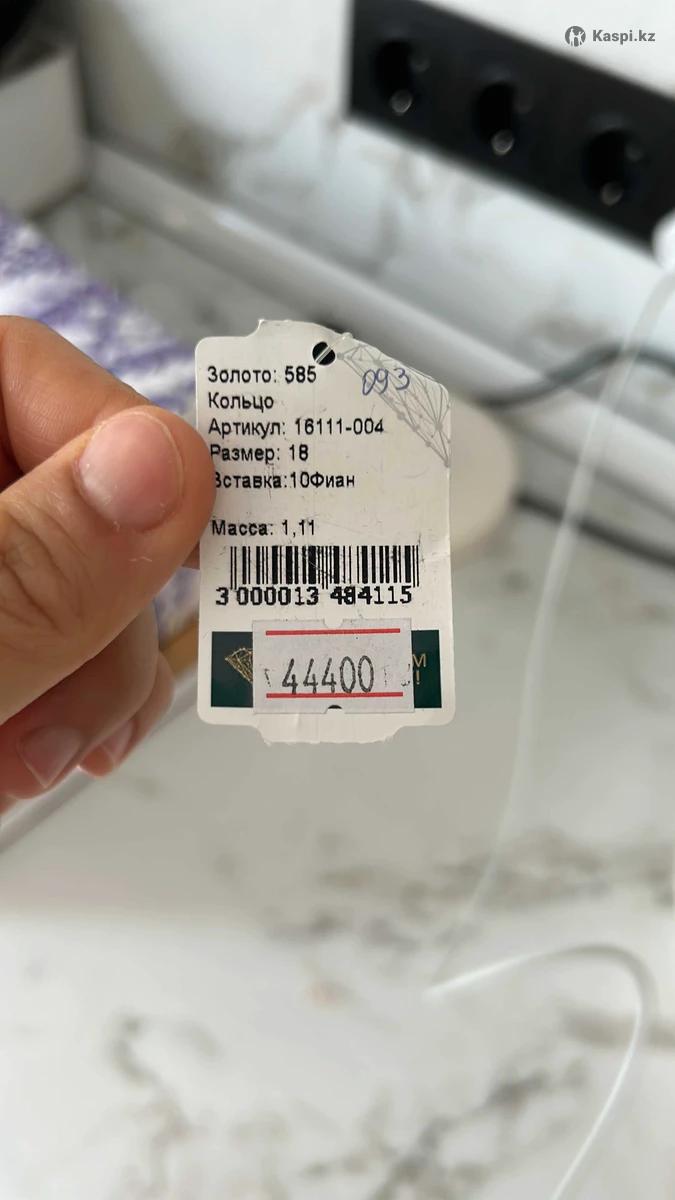 Kaspi.kz
Золото: 585
093
Кольцо
Артикул: 16111-004
Размер: 18
Вставка:10Фиан
Масса: 1,11
3 000013 484115
44400